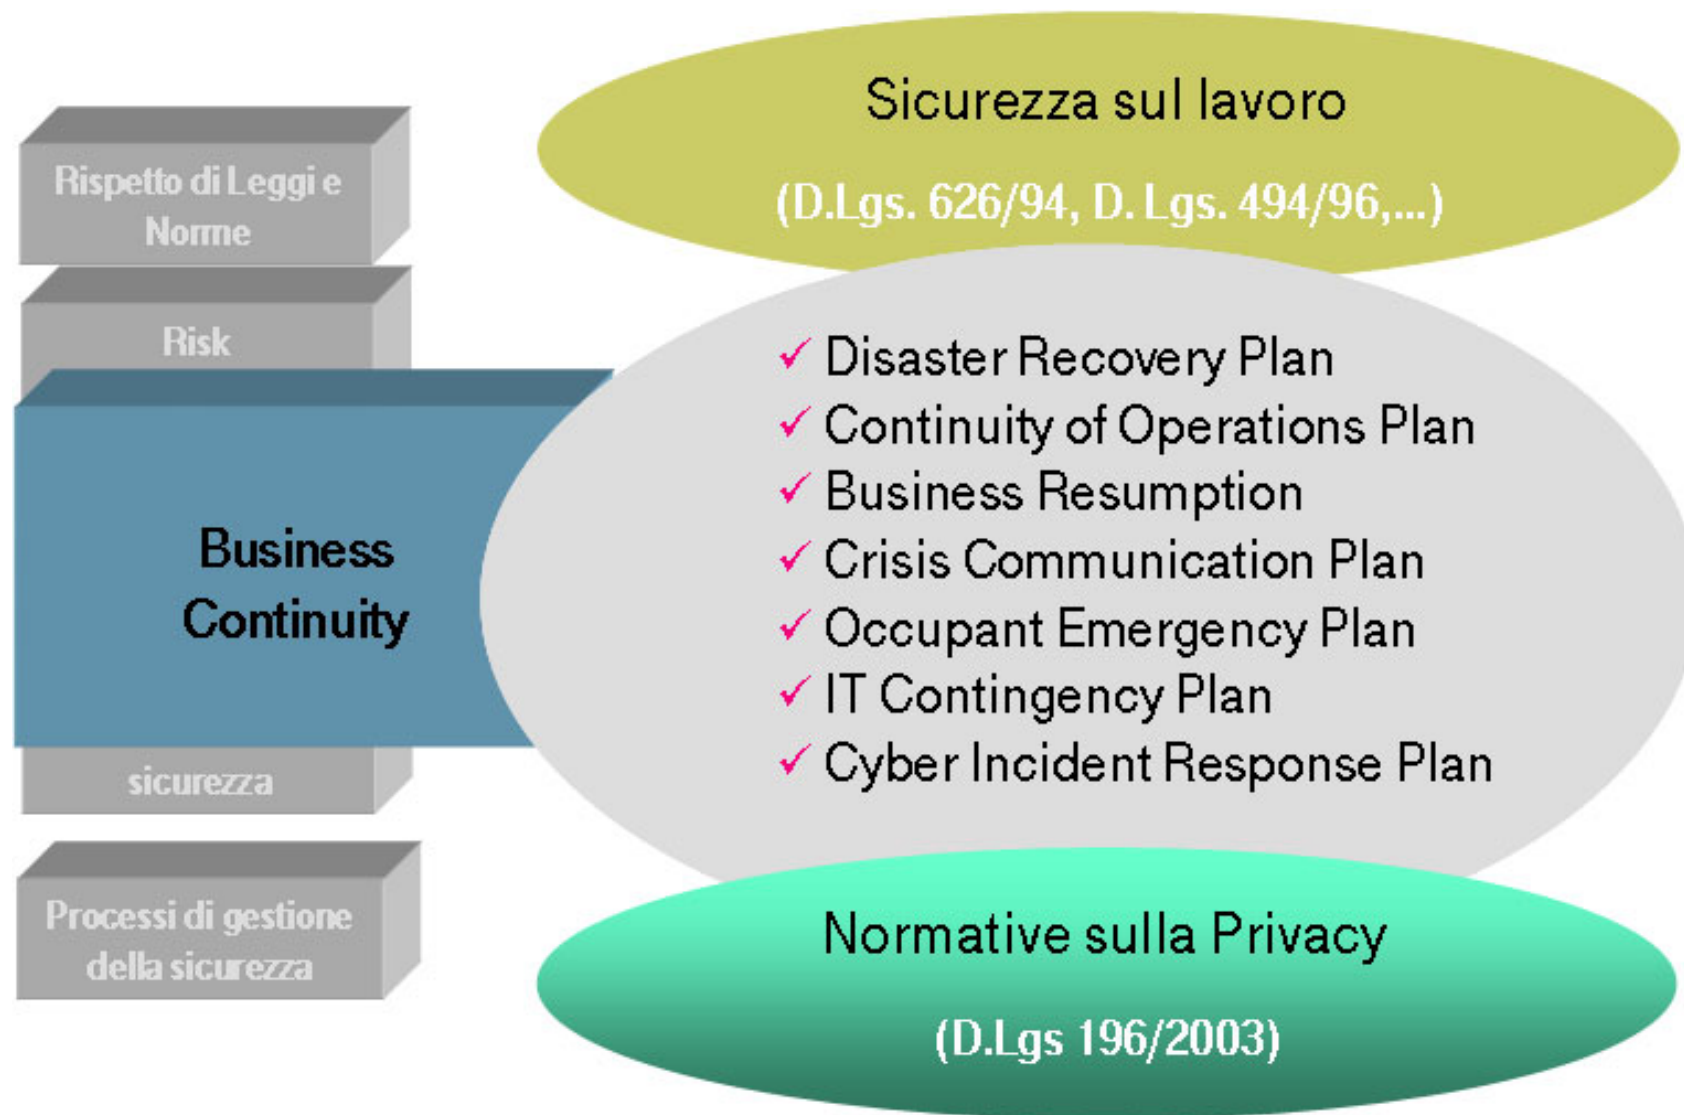 Sicurezza sul lavoro
(D.Lgs. 626/94, D. Lgs. 494/96,...)
Rispetto di Leggi e
Norme
Risk
Business
Continuity
sicurezza
Processi di gestione
della sicurezza
✓ Disaster Recovery Plan
✓ Continuity of Operations Plan
✓ Business Resumption
✓ Crisis Communication Plan
✓ Occupant Emergency Plan
✓ IT Contingency Plan
✓ Cyber Incident Response Plan
Normative sulla Privacy
(D.Lgs 196/2003)